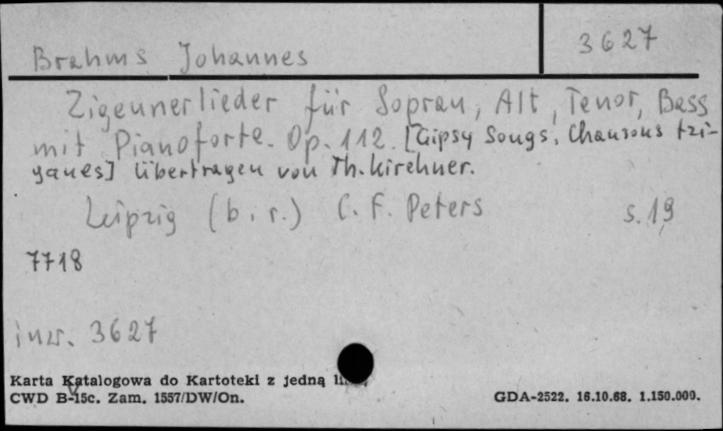 Brahms Johannes 3627
Zigeunerlieder für Sopran, Alt, Tenor, Bass
mit Pianoforte. Op. 112. [Gipsy Songs. Chansons tzi-
ganes] Übertragen von Th. Kirchner.
Leipzig (b. r.) C. F. Peters s. 19
7718
inw. 3627
Karta Katalogowa do Kartoteki z jedną
CWD B-15c. Zam. 1557/DW/On. GDA-2522. 16.10.68. 1.150.000.